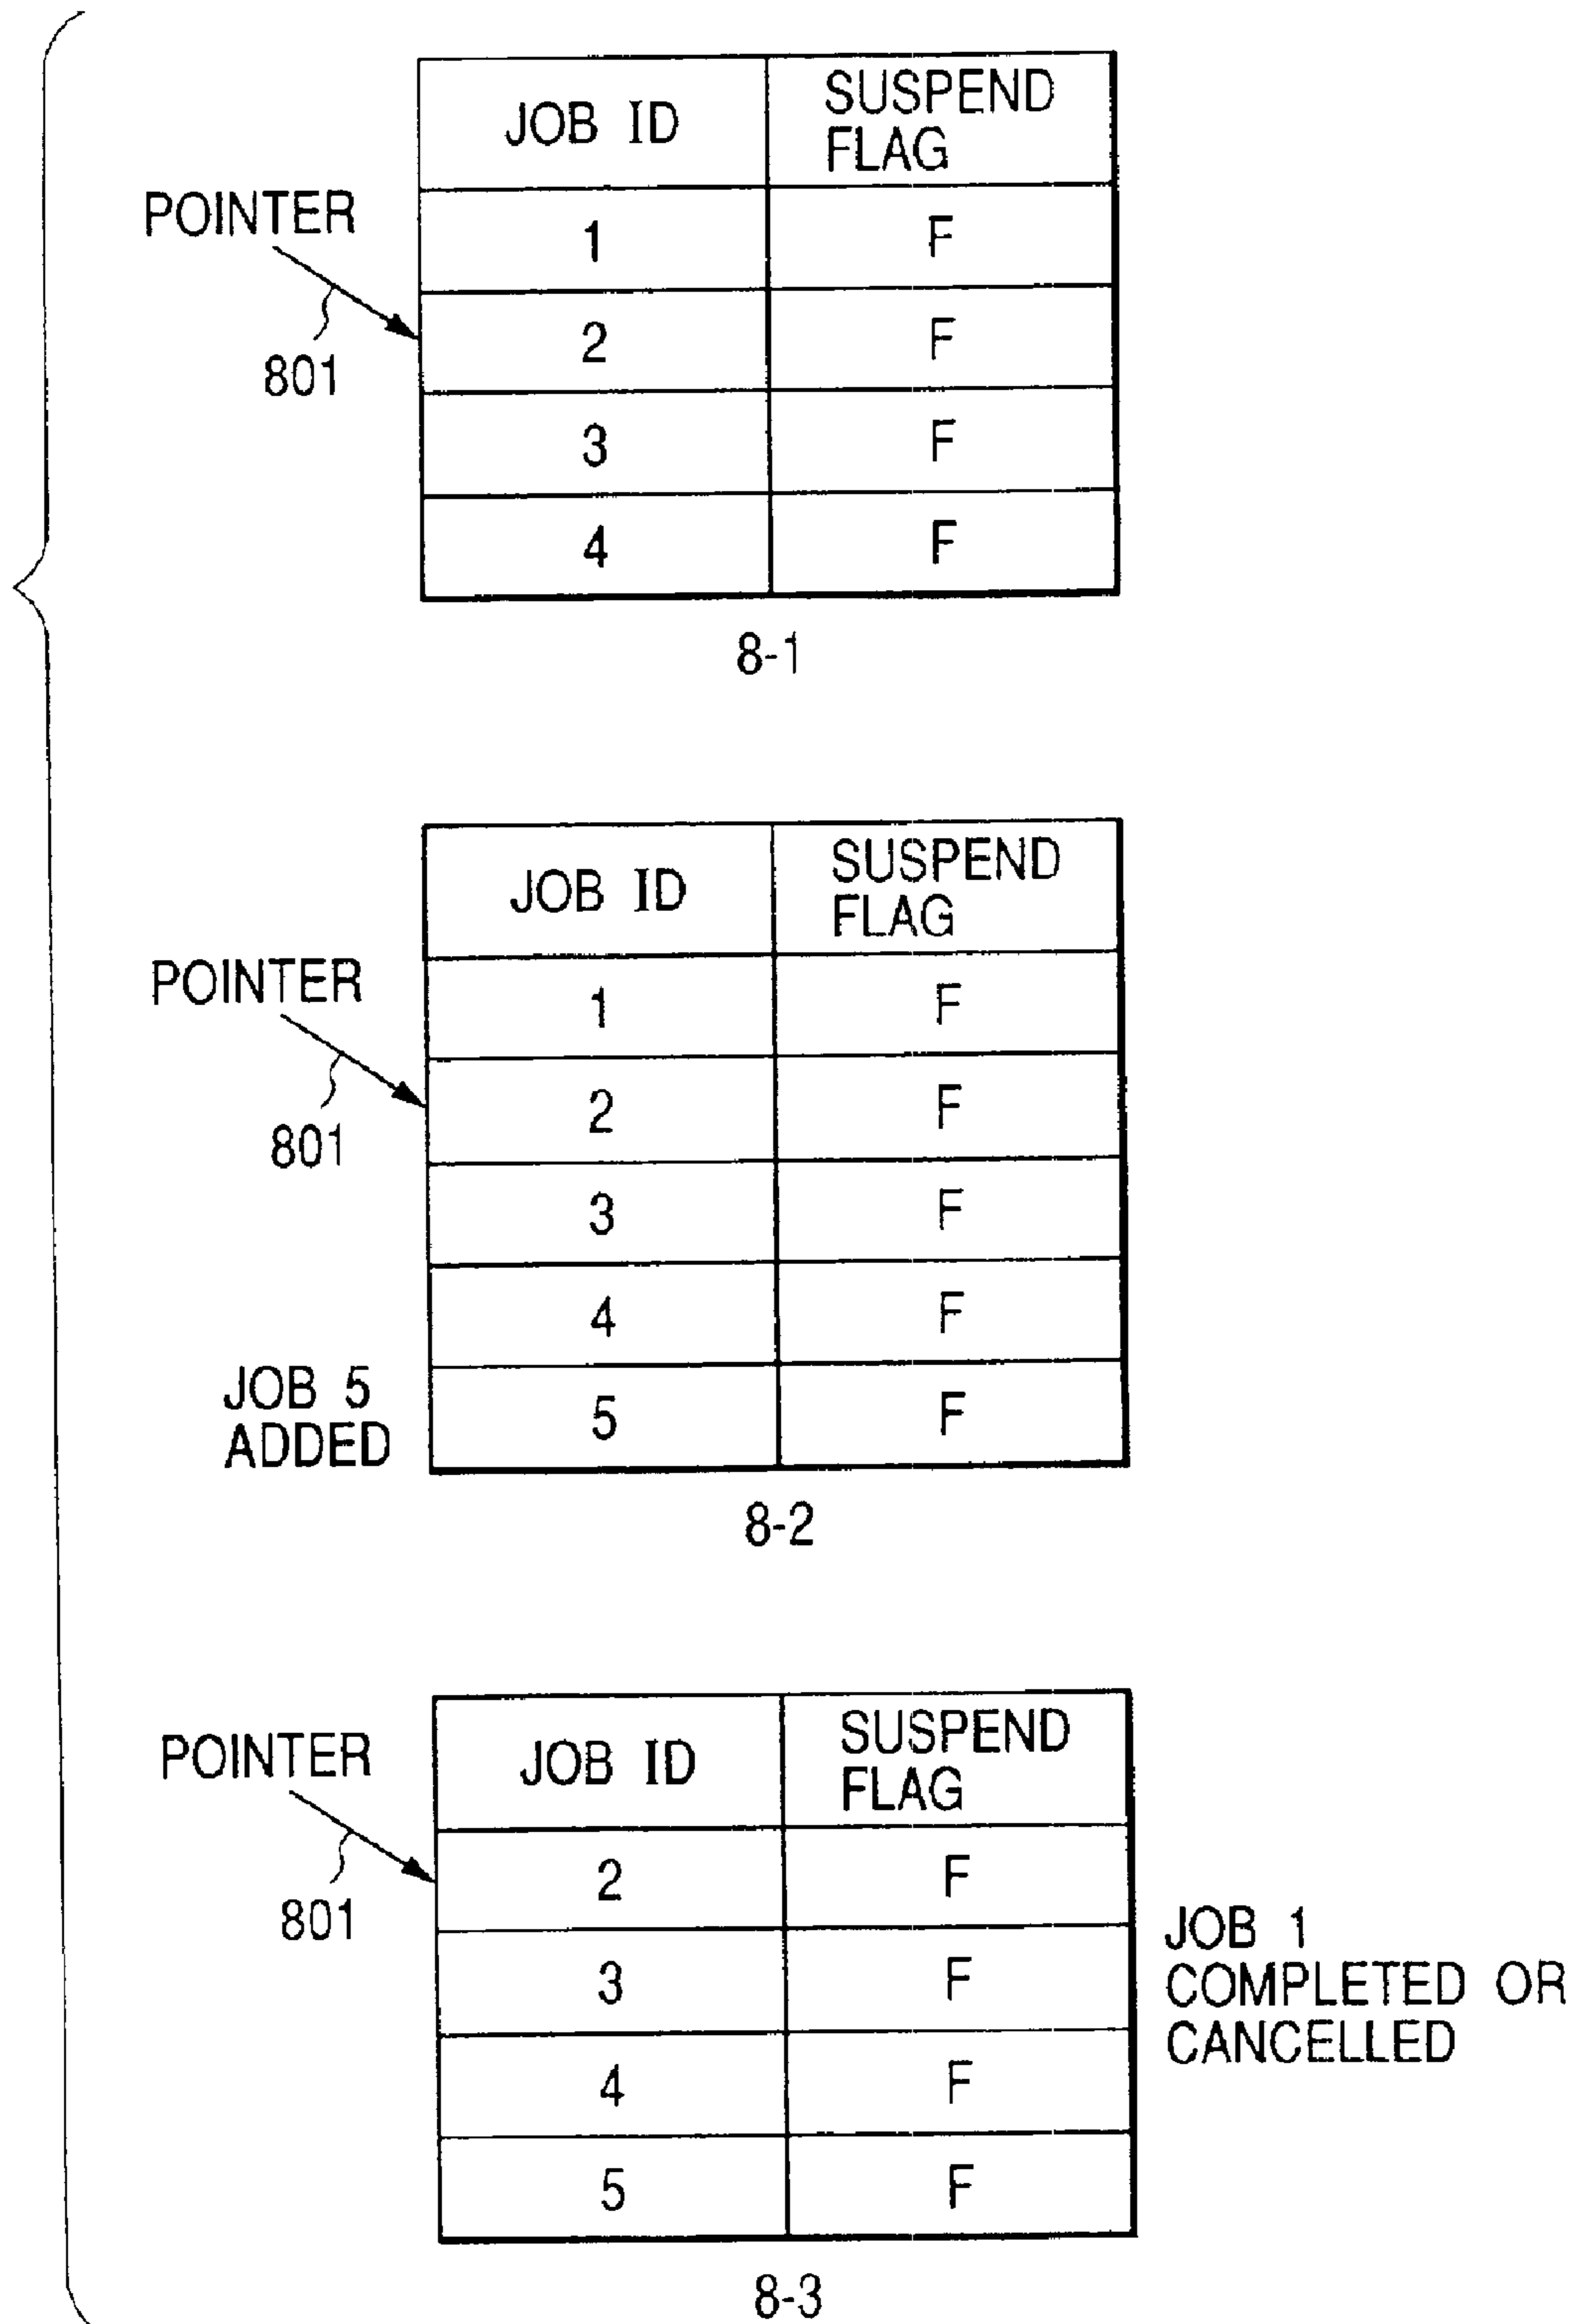 JOB ID SUSPEND FLAG
POINTER
801
1 F
2 F
3 F
4 F
8-1
JOB ID SUSPEND FLAG
POINTER
801
1 F
2 F
3 F
4 F
JOB 5
ADDED
5 F
8-2
JOB ID SUSPEND FLAG
POINTER
801
2 F
3 F
4 F
5 F
JOB 1
COMPLETED OR
CANCELLED
8-3